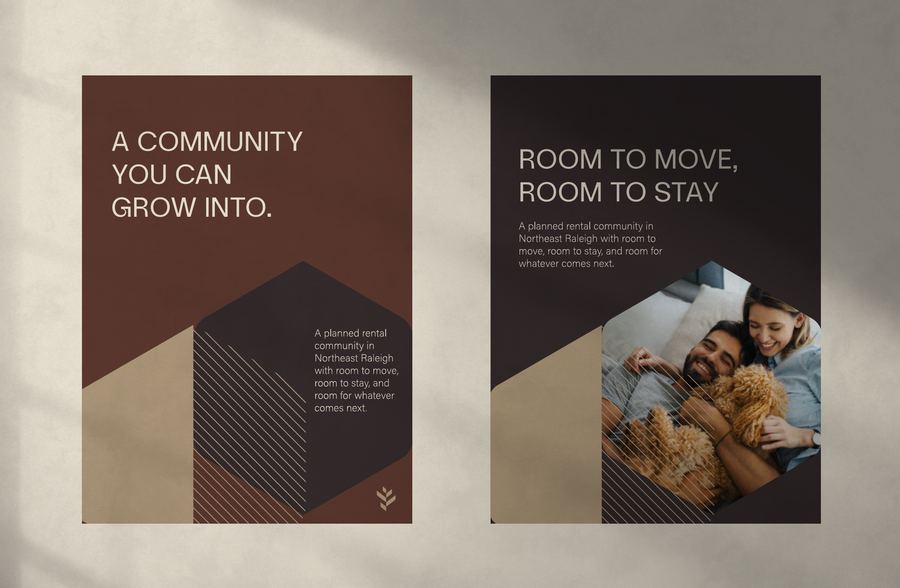 A COMMUNITY
YOU CAN
GROW INTO.
A planned rental
community in
Northeast Raleigh
with room to move,
room to stay, and
room for whatever
comes next.
ROOM TO MOVE,
ROOM TO STAY
A planned rental community in
Northeast Raleigh with room to
move, room to stay, and room for
whatever comes next.